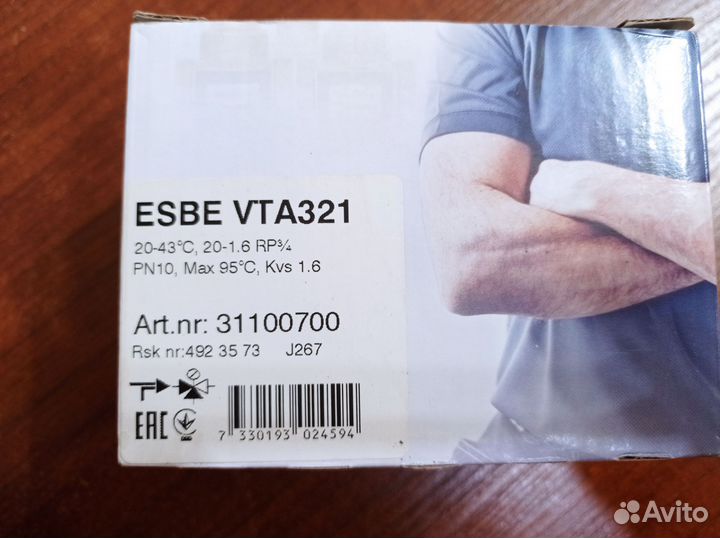 ESBE VTA321
20-43°C, 20-1.6 RP¾
PN10, Max 95°C, Kvs 1.6
Art.nr: 31100700
Rsk nr:492 35 73 J267
EAC
7 330193 024594
Avito